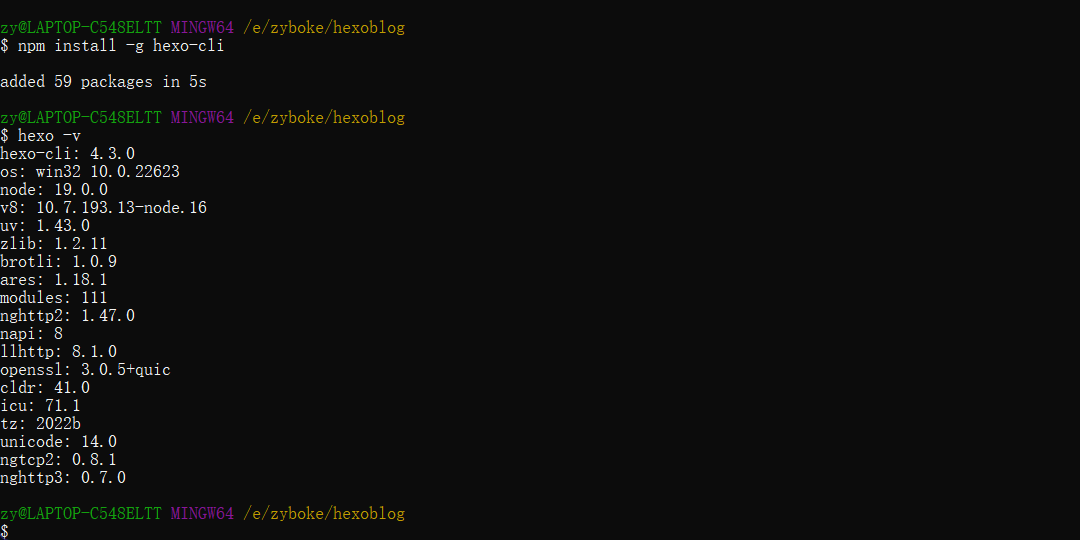 zy@LAPTOP-C548ELTT MINGW64 /e/zyboke/hexoblog
$ npm install -g hexo-cli
added 59 packages in 5s
zy@LAPTOP-C548ELTT MINGW64 /e/zyboke/hexoblog
$ hexo -v
hexo-cli: 4.3.0
os: win32 10.0.22623
node: 19.0.0
v8: 10.7.193.13-node.16
uv: 1.43.0
zlib: 1.2.11
brotli: 1.0.9
ares: 1.18.1
modules: 111
nghttp2: 1.47.0
napi: 8
llhttp: 8.1.0
openssl: 3.0.5+quic
cldr: 41.0
icu: 71.1
tz: 2022b
unicode: 14.0
ngtcp2: 0.8.1
nghttp3: 0.7.0
zy@LAPTOP-C548ELTT MINGW64 /e/zyboke/hexoblog
$